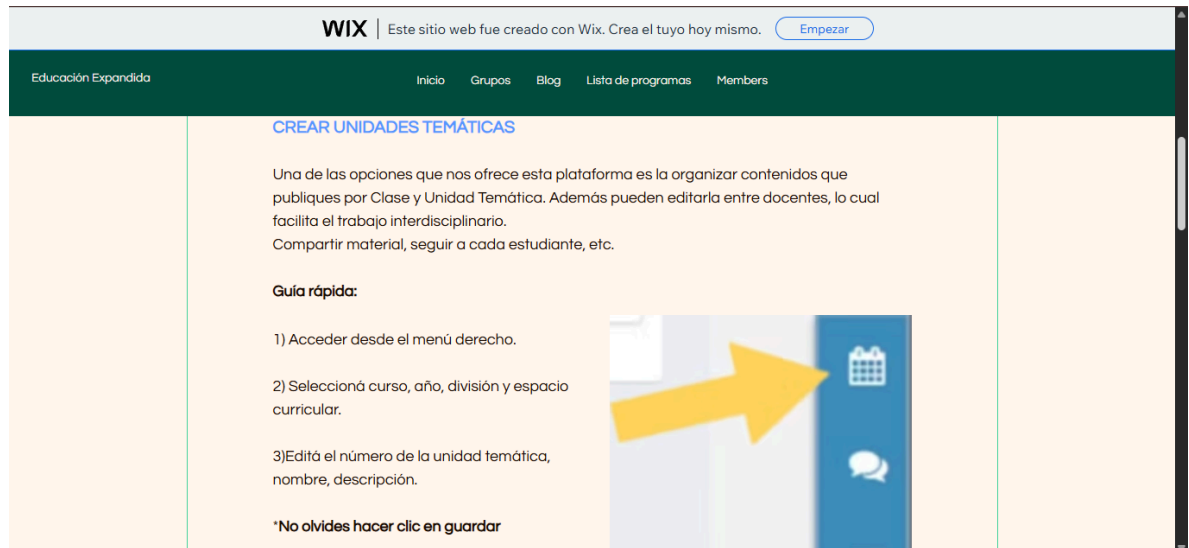 WIX | Este sitio web fue creado con Wix. Crea el tuyo hoy mismo. Empezar
Educación Expandida Inicio Grupos Blog Lista de programas Members
CREAR UNIDADES TEMÁTICAS
Una de las opciones que nos ofrece esta plataforma es la organizar contenidos que
publiques por Clase y Unidad Temática. Además pueden editarla entre docentes, lo cual
facilita el trabajo interdisciplinario.
Compartir material, seguir a cada estudiante, etc.
Guía rápida:
1) Acceder desde el menú derecho.
2) Seleccioná curso, año, división y espacio
curricular.
3)Editá el número de la unidad temática,
nombre, descripción.
*No olvides hacer clic en guardar